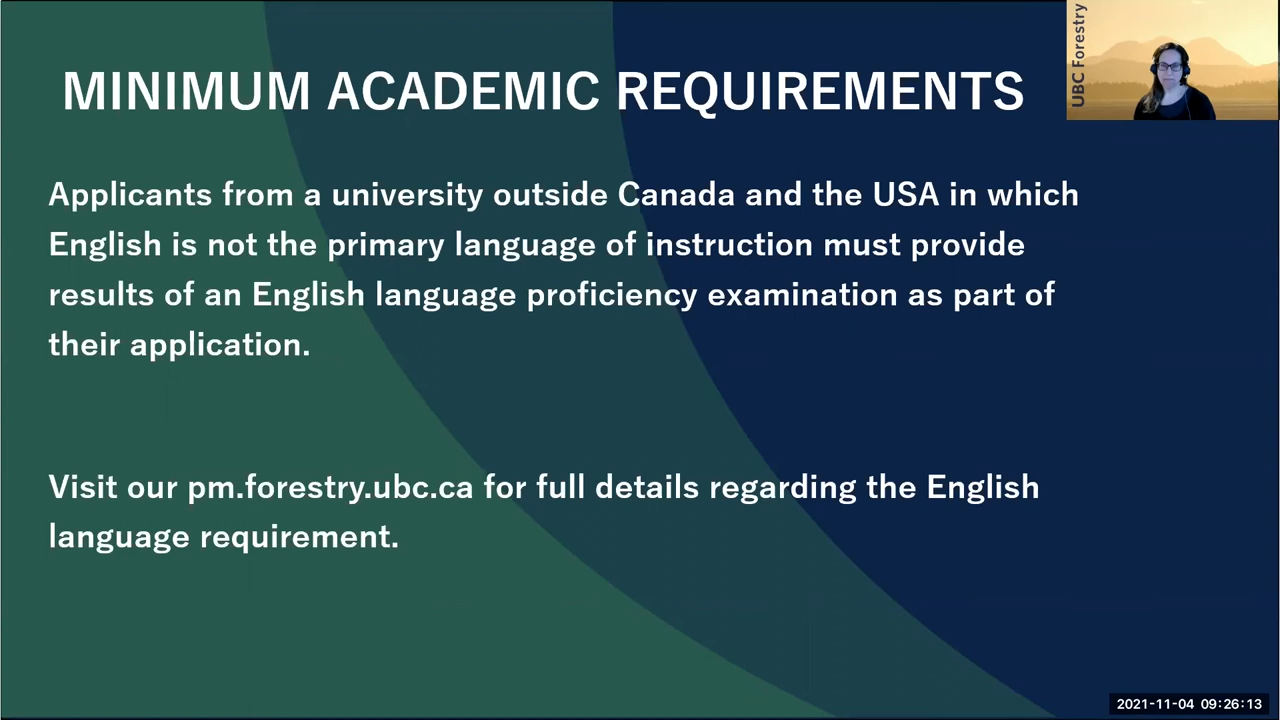 MINIMUM ACADEMIC REQUIREMENTS
UBC Forestry
Applicants from a university outside Canada and the USA in which
English is not the primary language of instruction must provide
results of an English language proficiency examination as part of
their application.
Visit our pm.forestry.ubc.ca for full details regarding the English
language requirement.
2021-11-04 09:26:13